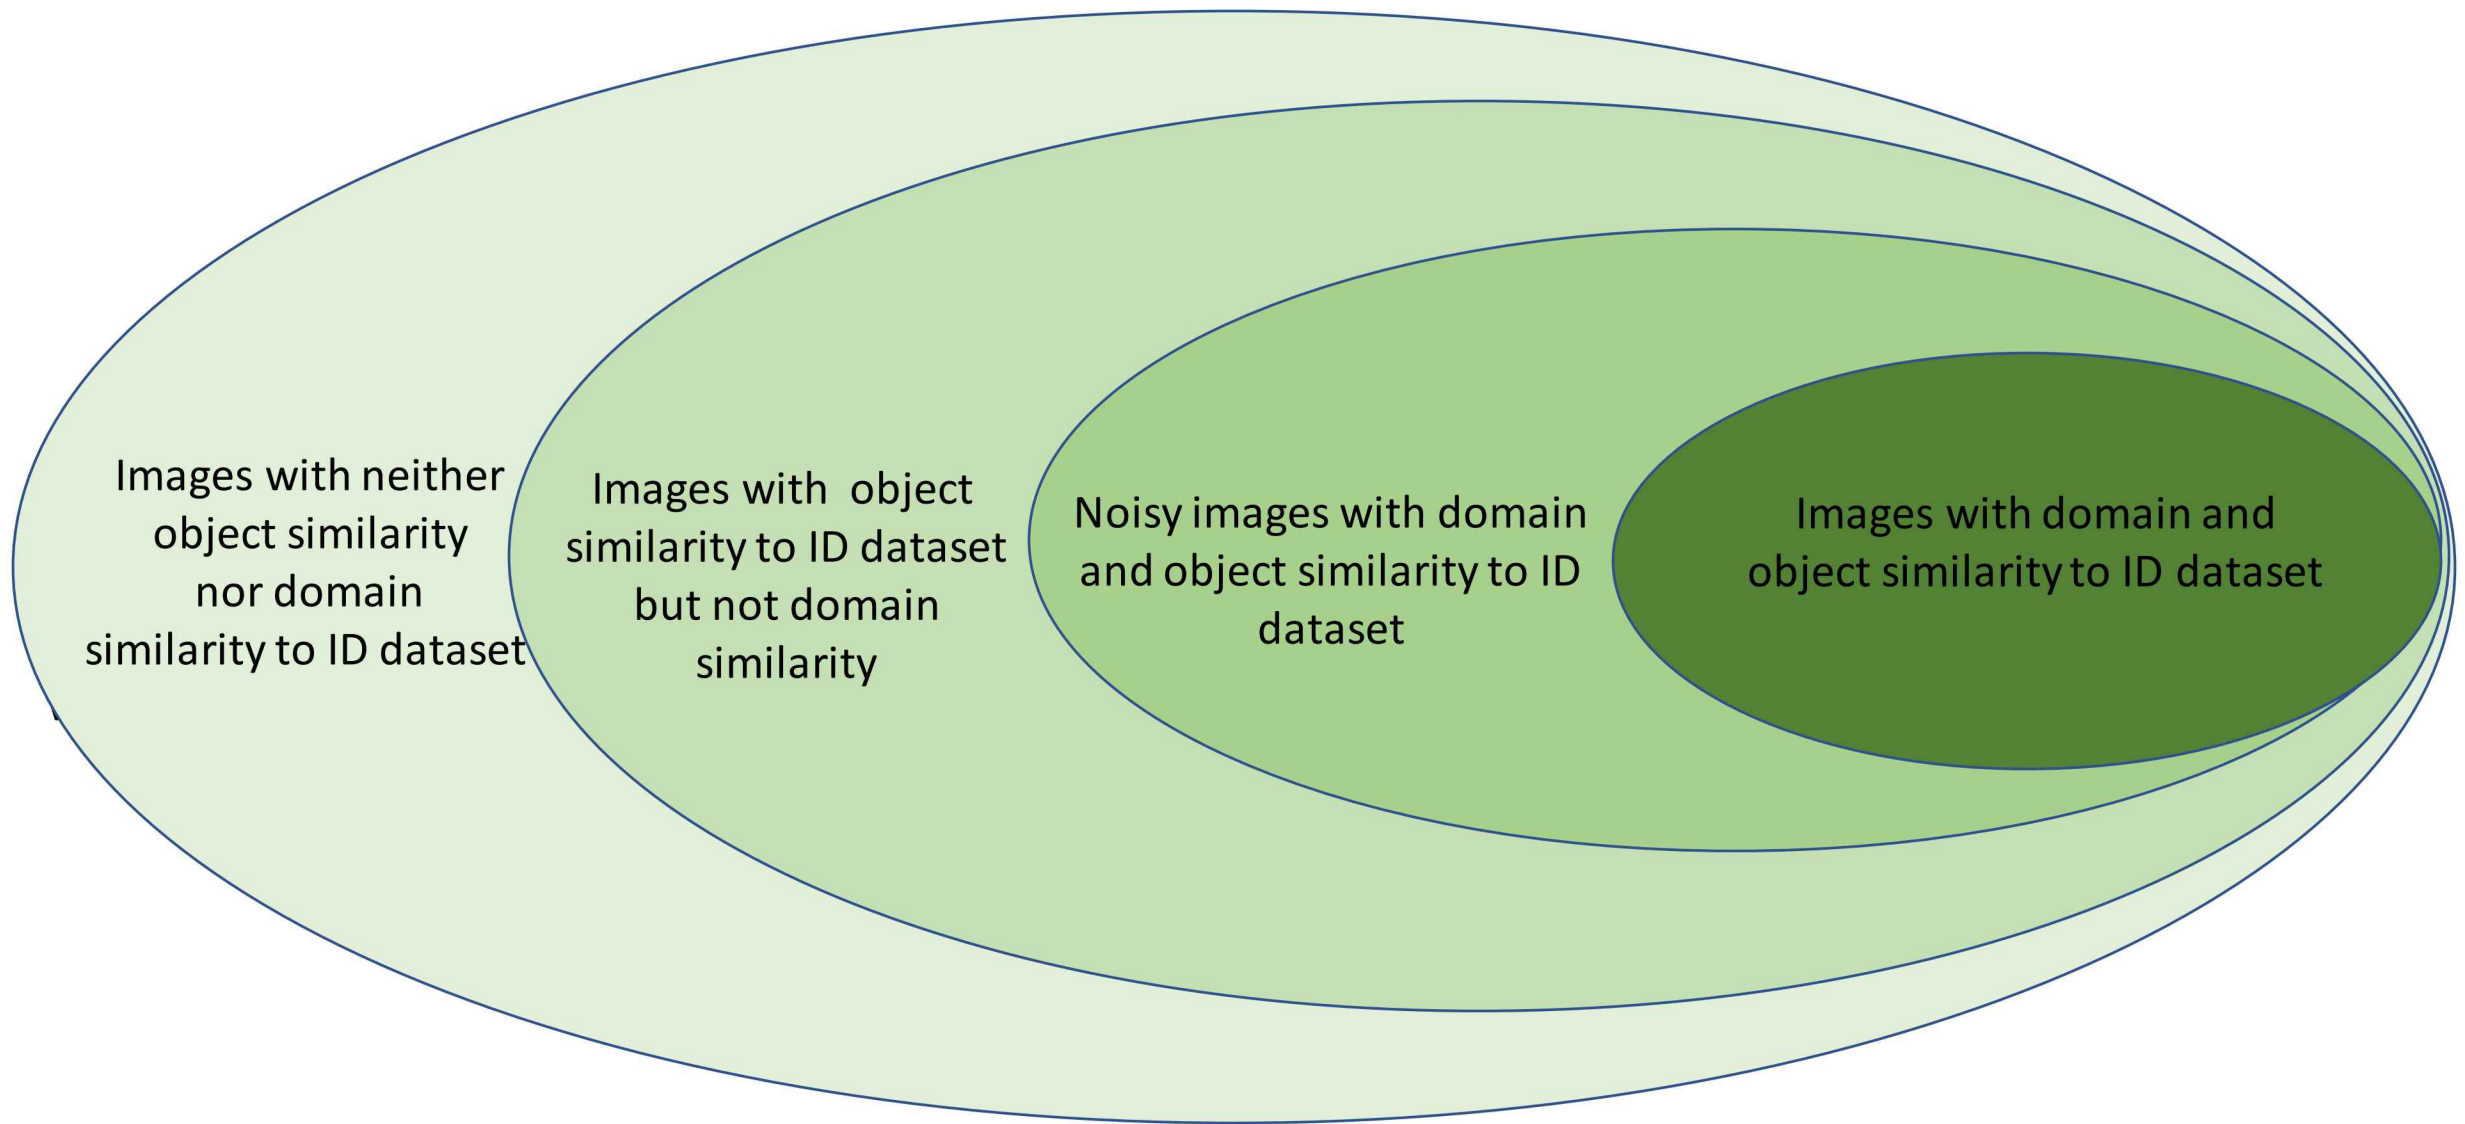 Images with neither
object similarity
nor domain
similarity to ID dataset
Images with object
similarity to ID dataset
but not domain
similarity
Noisy images with domain
and object similarity to ID
dataset
Images with domain and
object similarity to ID dataset